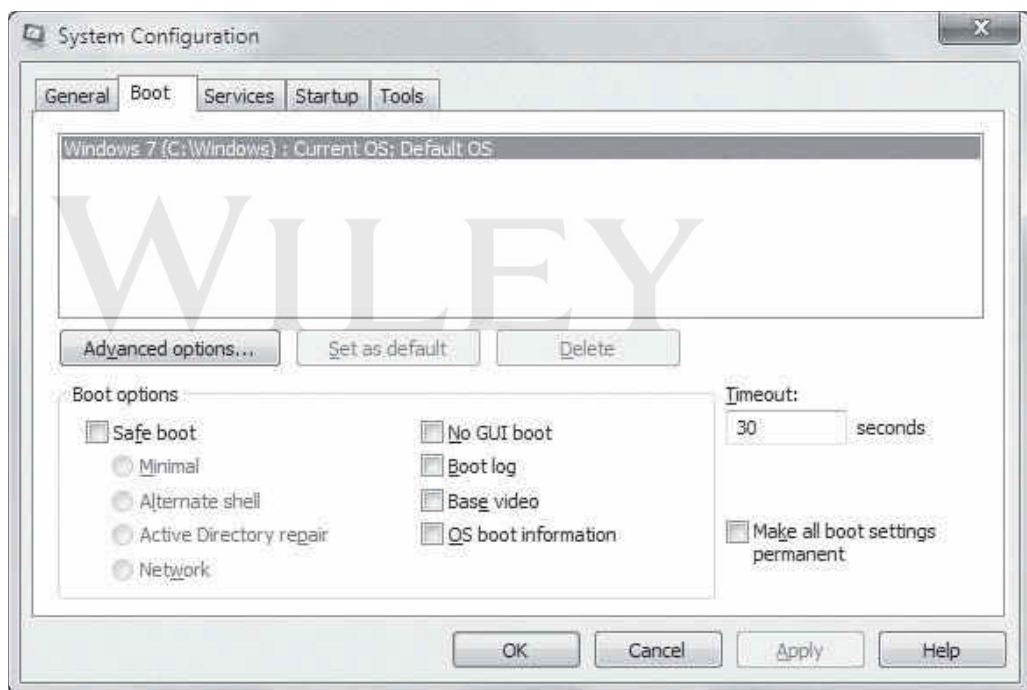 System Configuration
x
General Boot Services Startup Tools
Windows 7 (C:\Windows) : Current OS; Default OS
WILEY
Advanced options... Set as default Delete
Boot options
Timeout:
Safe boot No GUI boot
30 seconds
Minimal Boot log
Alternate shell Base video
Active Directory repair OS boot information
Make all boot settings
permanent
Network
OK Cancel Apply Help